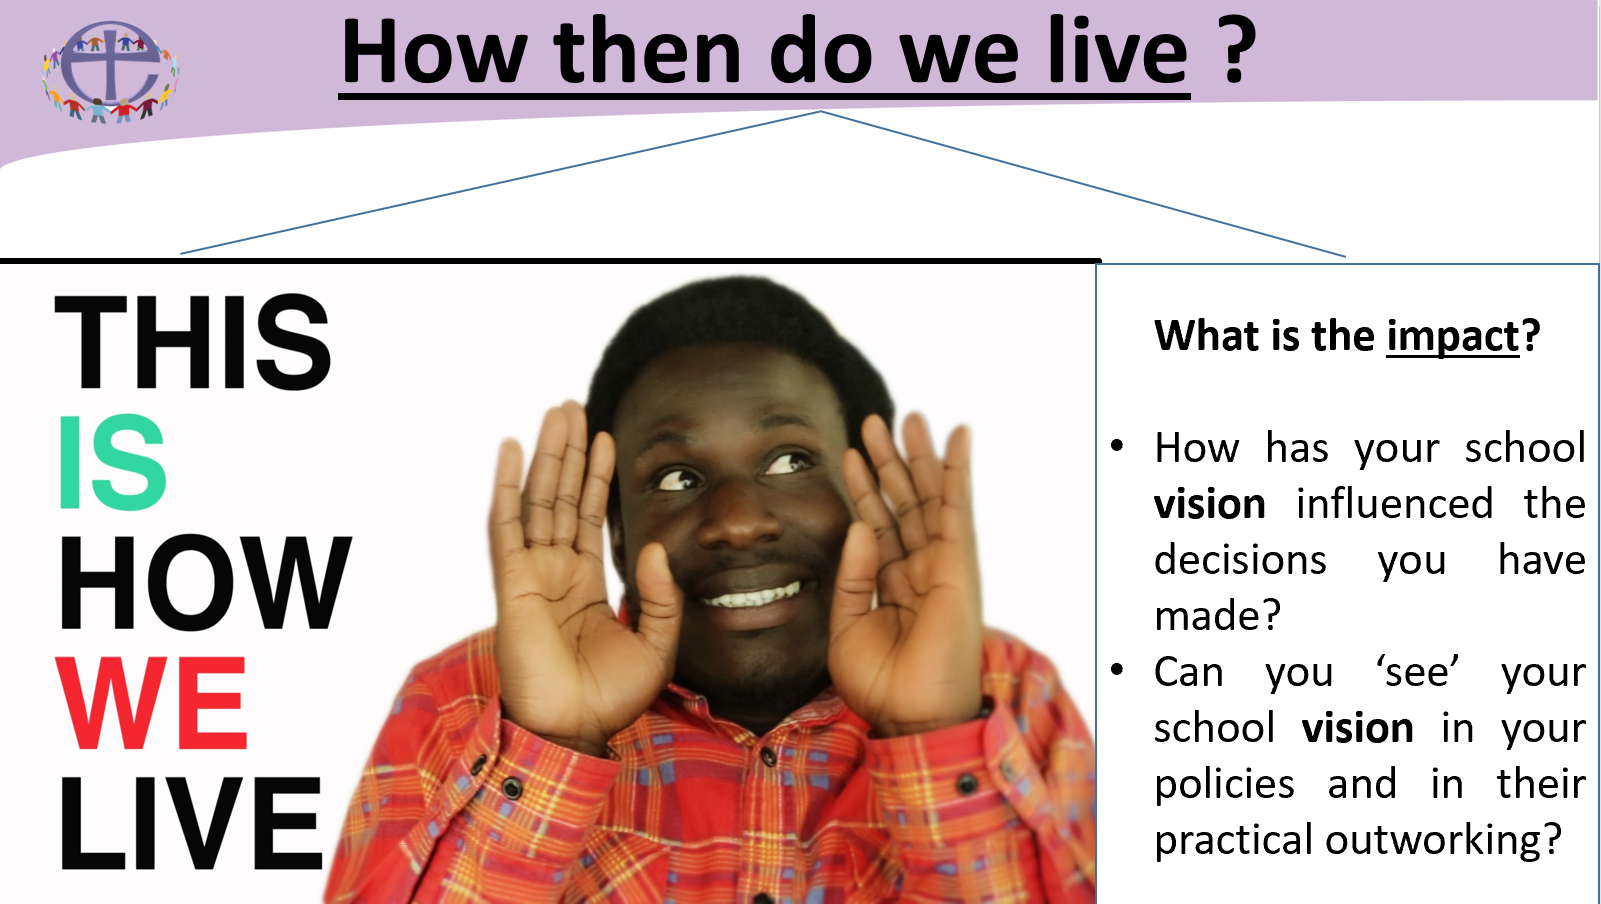 How then do we live ?
THIS
IS
HOW
WE
LIVE
What is the impact?
• How has your school
vision influenced the
decisions you have
made?
• Can you ‘see’ your
school vision in your
policies and in their
practical outworking?